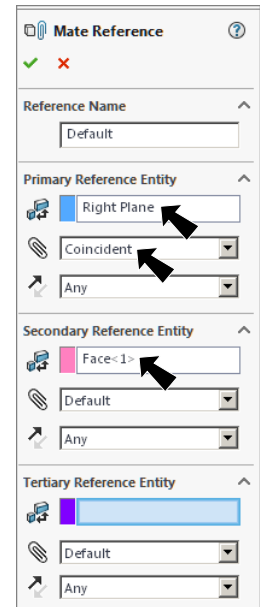 Mate Reference
Reference Name
Default
Primary Reference Entity
Right Plane
Coincident
Any
Secondary Reference Entity
Face<1>
Default
Any
Tertiary Reference Entity
Default
Any